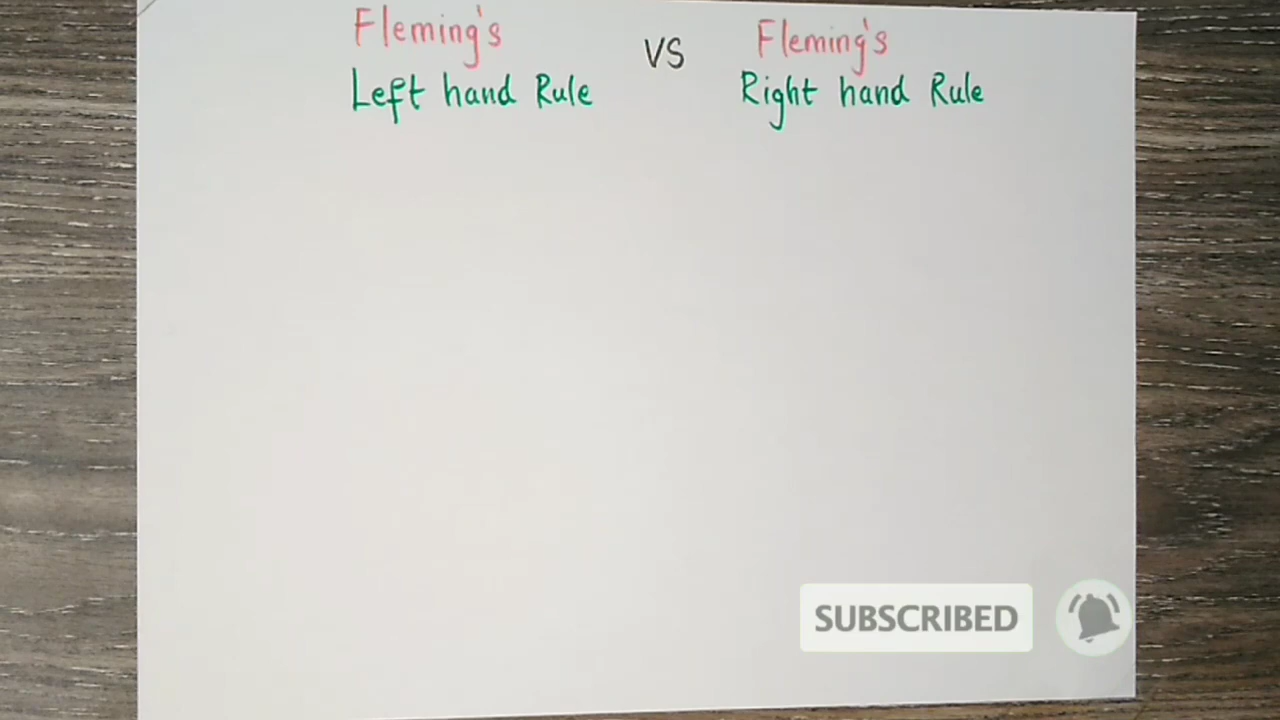 Fleming's
Left hand Rule
VS
Fleming's
Right hand Rule
SUBSCRIBED